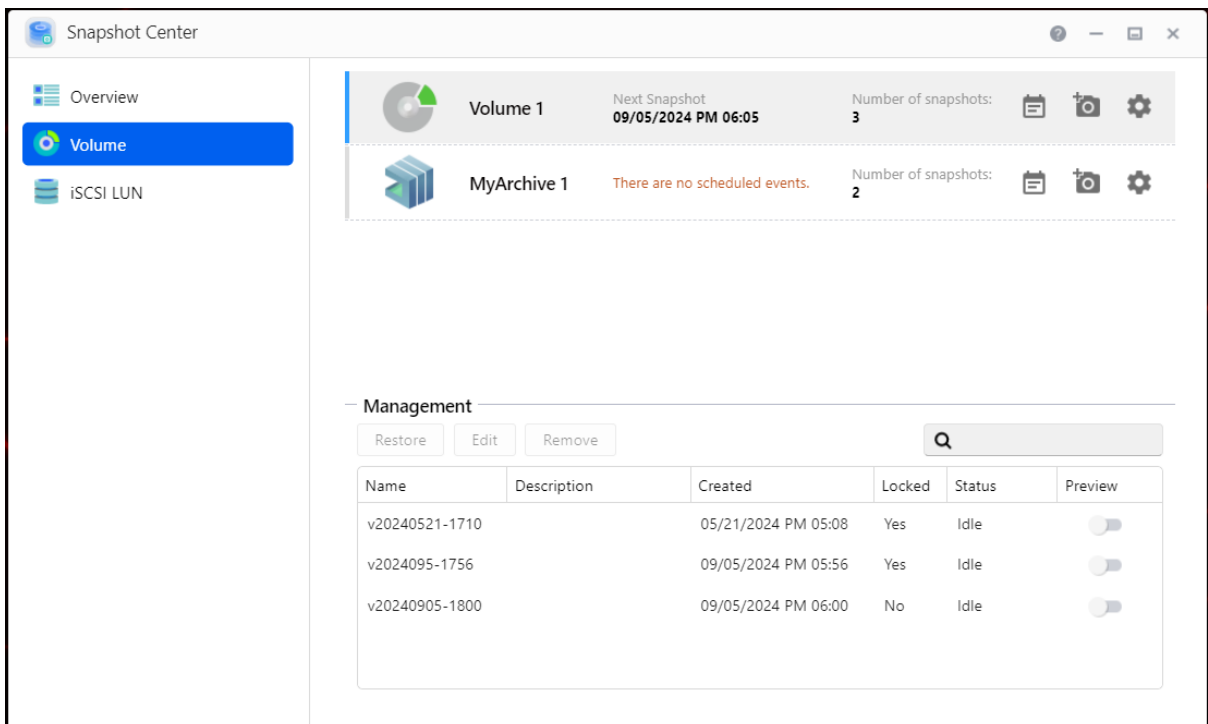 Snapshot Center
Overview
Volume
iSCSI LUN
Volume 1
Next Snapshot
09/05/2024 PM 06:05
Number of snapshots:
3
MyArchive 1
There are no scheduled events.
Number of snapshots:
2
Management
Restore Edit Remove
Name Description Created Locked Status Preview
v20240521-1710 05/21/2024 PM 05:08 Yes Idle
v2024095-1756 09/05/2024 PM 05:56 Yes Idle
v20240905-1800 09/05/2024 PM 06:00 No Idle